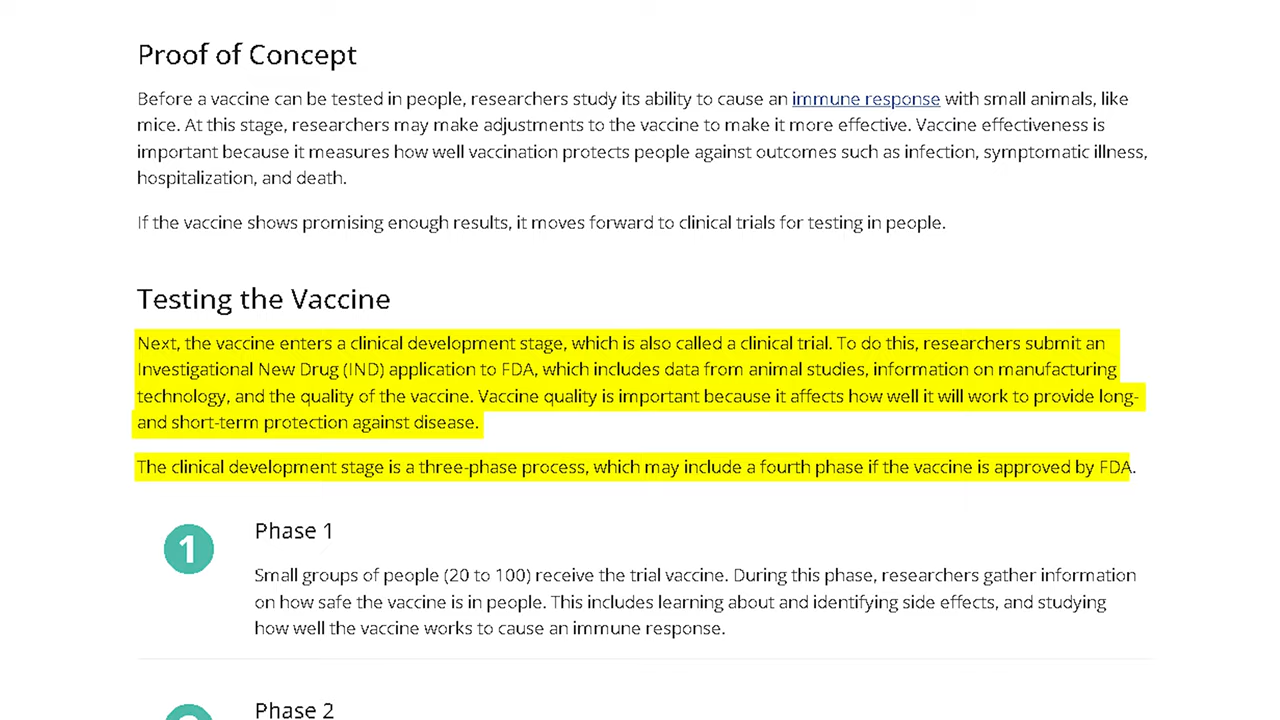 Proof of Concept
Before a vaccine can be tested in people, researchers study its ability to cause an immune response with small animals, like
mice. At this stage, researchers may make adjustments to the vaccine to make it more effective. Vaccine effectiveness is
important because it measures how well vaccination protects people against outcomes such as infection, symptomatic illness,
hospitalization, and death.
If the vaccine shows promising enough results, it moves forward to clinical trials for testing in people.
Testing the Vaccine
Next, the vaccine enters a clinical development stage, which is also called a clinical trial. To do this, researchers submit an
Investigational New Drug (IND) application to FDA, which includes data from animal studies, information on manufacturing
technology, and the quality of the vaccine. Vaccine quality is important because it affects how well it will work to provide long-
and short-term protection against disease.
The clinical development stage is a three-phase process, which may include a fourth phase if the vaccine is approved by FDA.
1
Phase 1
Small groups of people (20 to 100) receive the trial vaccine. During this phase, researchers gather information
on how safe the vaccine is in people. This includes learning about and identifying side effects, and studying
how well the vaccine works to cause an immune response.
Phase 2